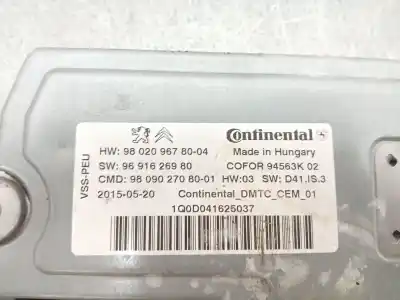 Continental
HW: 98 020 967 80-04 Made in Hungary
SW: 96 916 269 80 COFOR 94563K 02
CMD: 98 090 270 80-01 HW:03 SW: D41.IS.3
2015-05-20 Continental_DMTC_CEM_01
1Q0D041625037
VSS-PEU